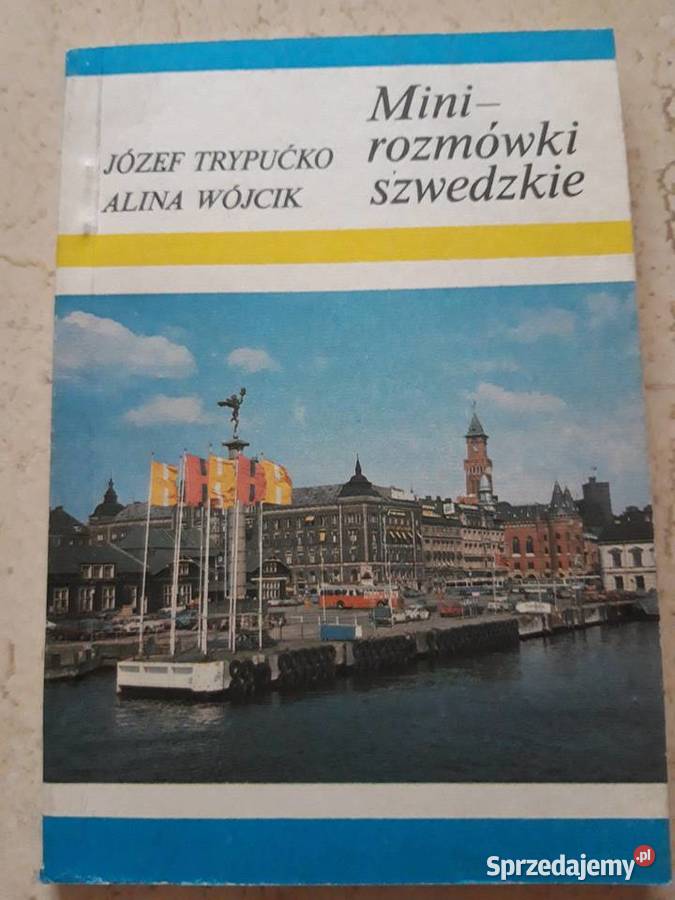 JÓZEF TRYPUĆKO
ALINA WÓJCIK
Mini-
rozmówki
szwedzkie
Sprzedajemy.pl